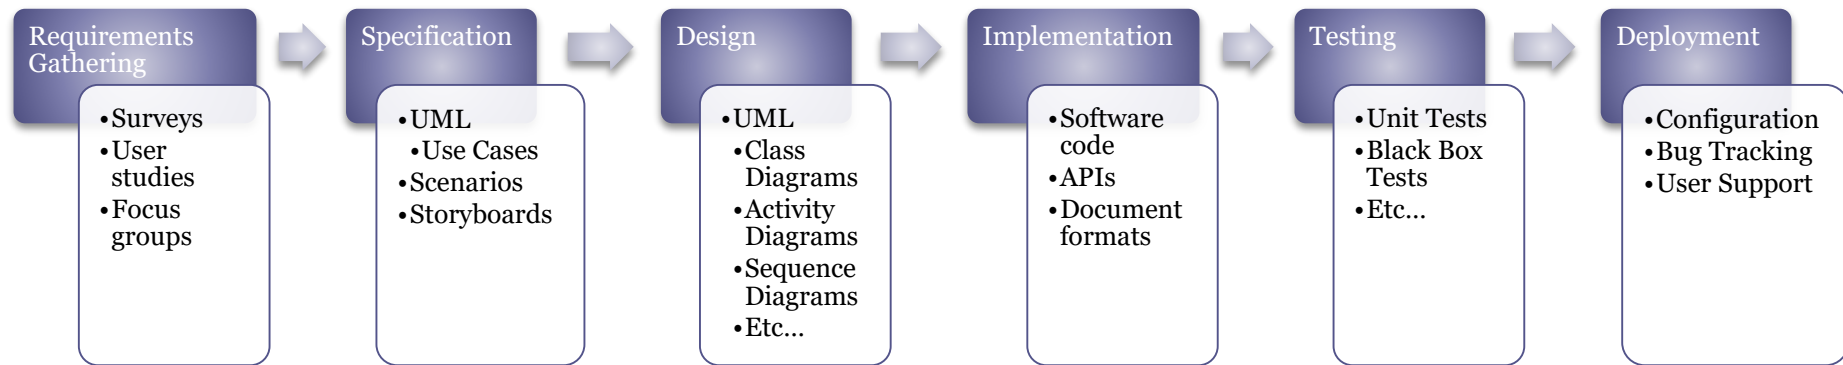 Requirements
Gathering
•Surveys
•User
studies
•Focus
groups
Specification
•UML
•Use Cases
•Scenarios
•Storyboards
Design
•UML
•Class
Diagrams
•Activity
Diagrams
•Sequence
Diagrams
•Etc…
Implementation
•Software
code
•APIs
•Document
formats
Testing
•Unit Tests
•Black Box
Tests
•Etc…
Deployment
•Configuration
•Bug Tracking
•User Support